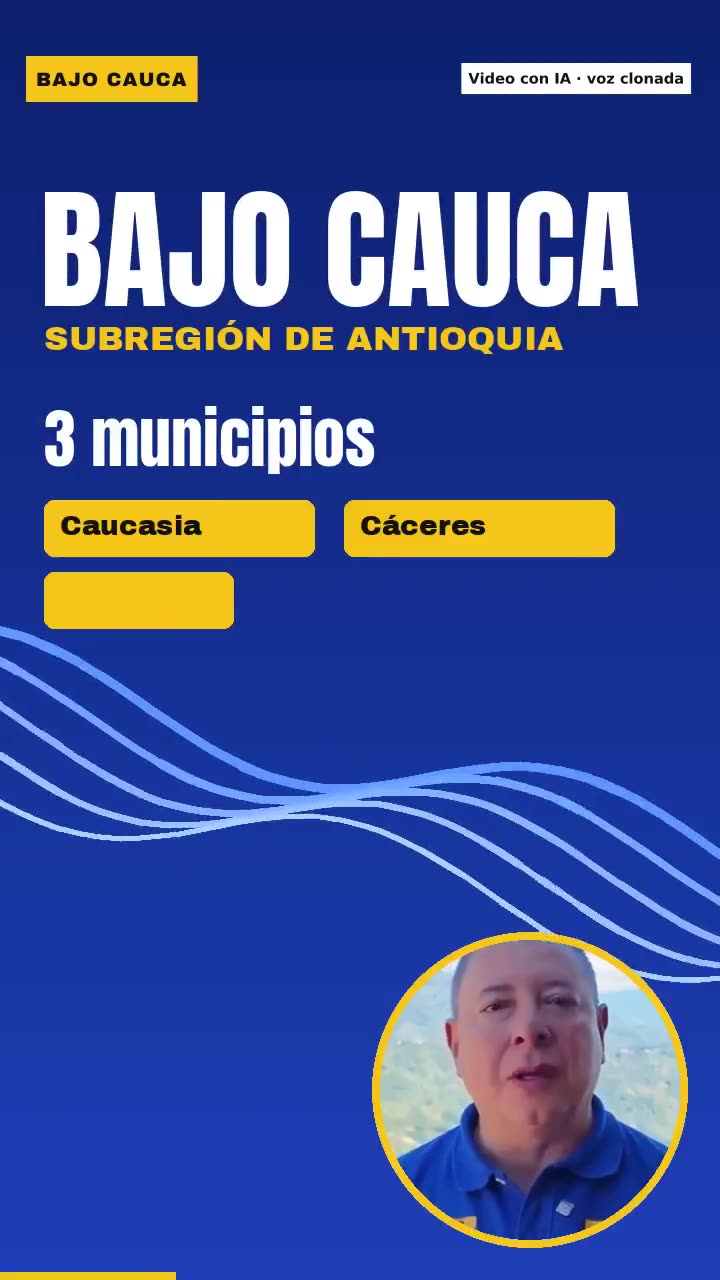 BAJO CAUCA
Video con IA · voz clonada
BAJO CAUCA
SUBREGIÓN DE ANTIOQUIA
3 municipios
Caucasia
Cáceres